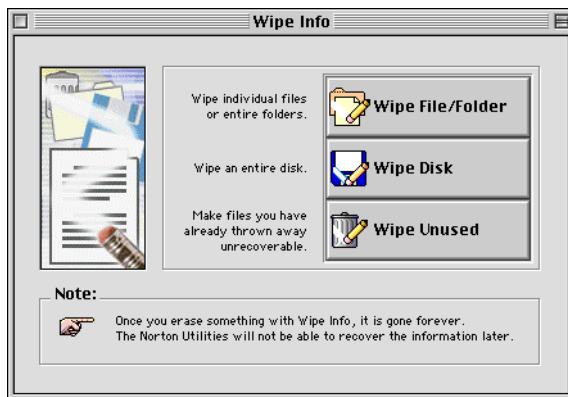 Wipe Info
Wipe individual files
or entire folders.
Wipe File/Folder
Wipe an entire disk.
Wipe Disk
Make files you have
already thrown away
unrecoverable.
Wipe Unused
Note:
Once you erase something with Wipe Info, it is gone forever.
The Norton Utilities will not be able to recover the information later.